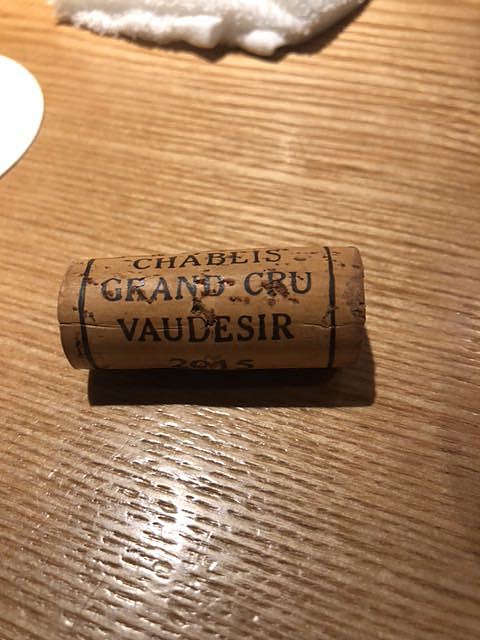 CHABLIS
GRAND CRU
VAUDESIR
2015